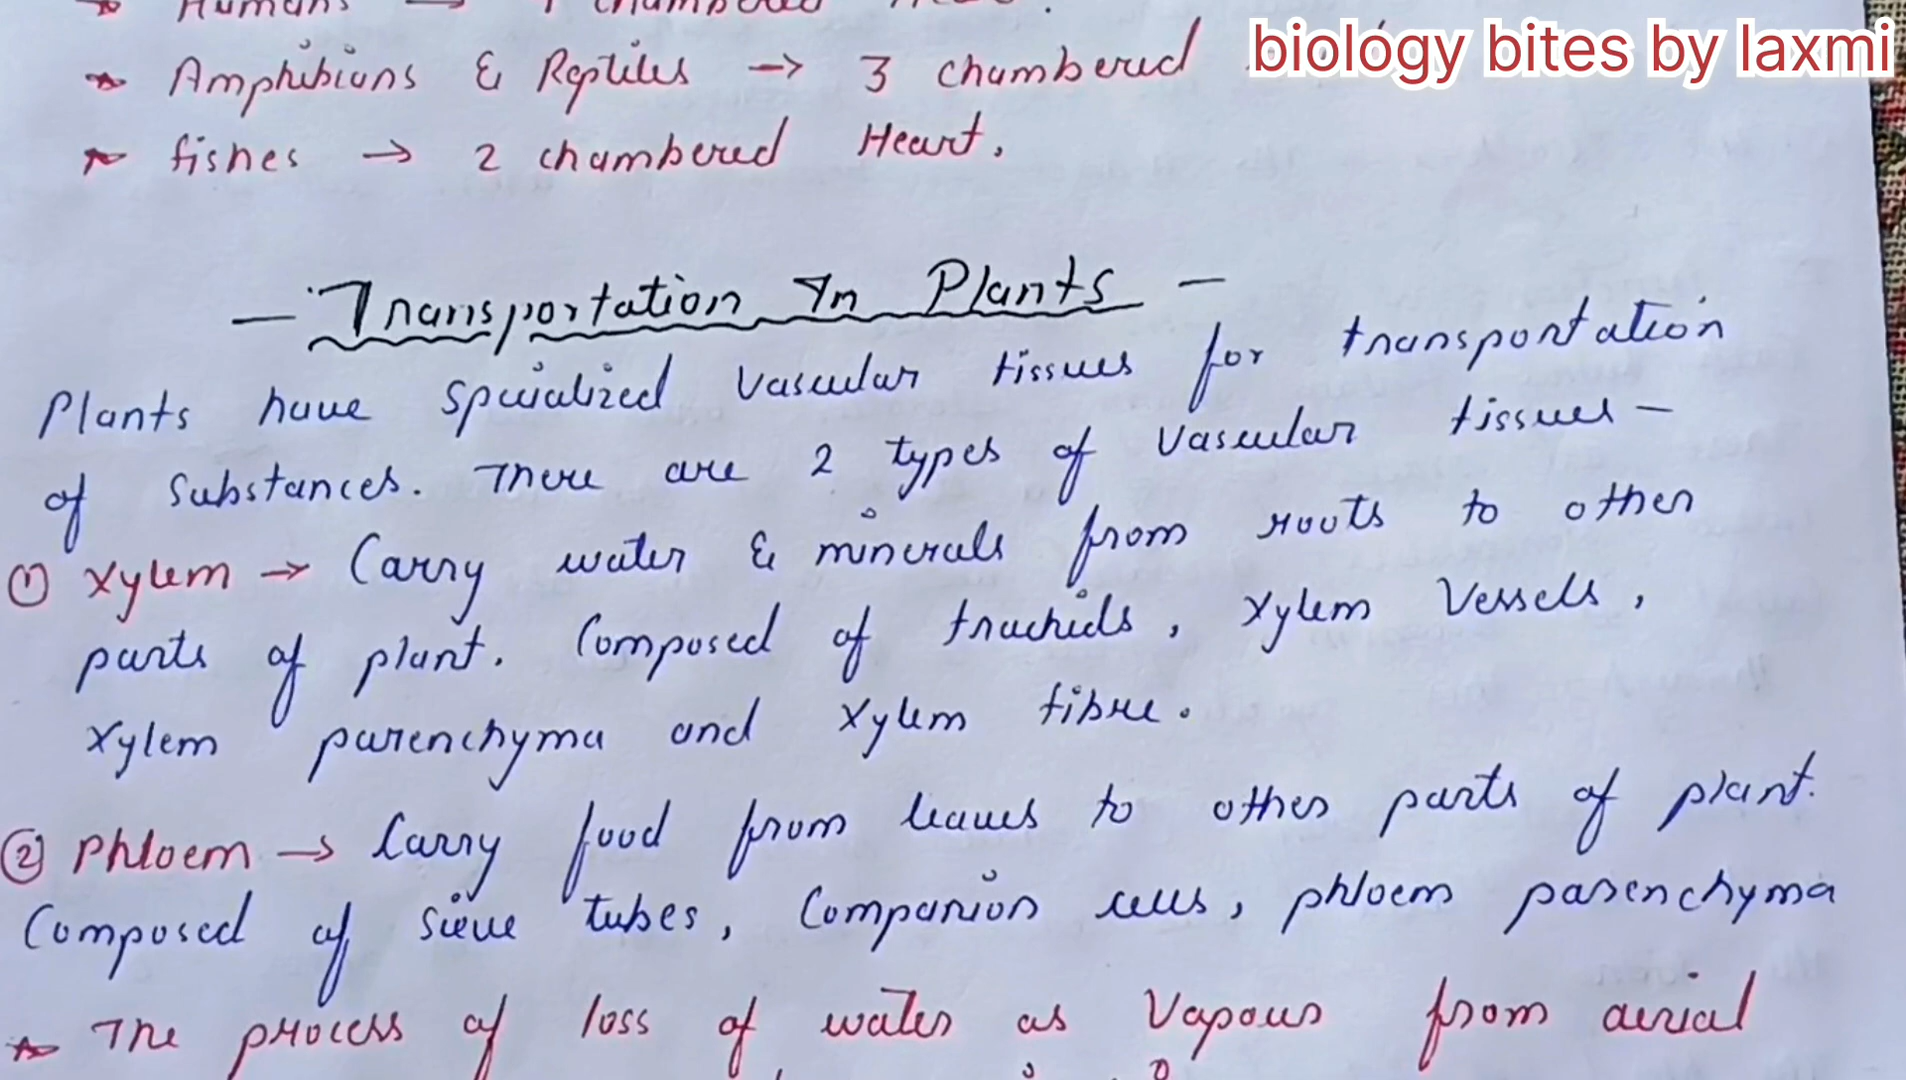 Humans → 4 chambered Heart.
biology bites by laxmi
* Amphibians & Reptiles → 3 chambered
* fishes → 2 chambered Heart.
— Transportation In Plants —
Plants have specialized vascular tissues for transportation
of substances. There are 2 types of vascular tissues —
① Xylem → Carry water & minerals from roots to other
parts of plant. Composed of tracheids, xylem vessels,
xylem parenchyma and xylem fibre.
② Phloem → Carry food from leaves to other parts of plant.
Composed of sieve tubes, Companion cells, phloem parenchyma
* The process of loss of water as vapour from aerial